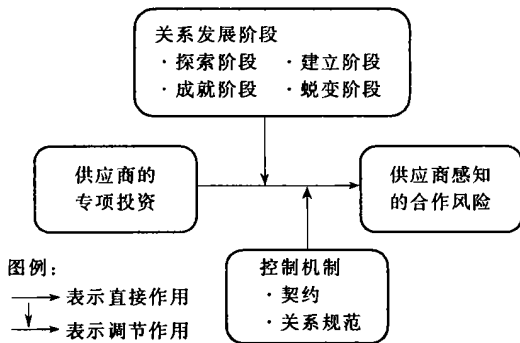 关系发展阶段
·探索阶段 ·建立阶段
·成就阶段 ·蜕变阶段
供应商的
专项投资
供应商感知
的合作风险
控制机制
·契约
·关系规范
图例：
表示直接作用
表示调节作用